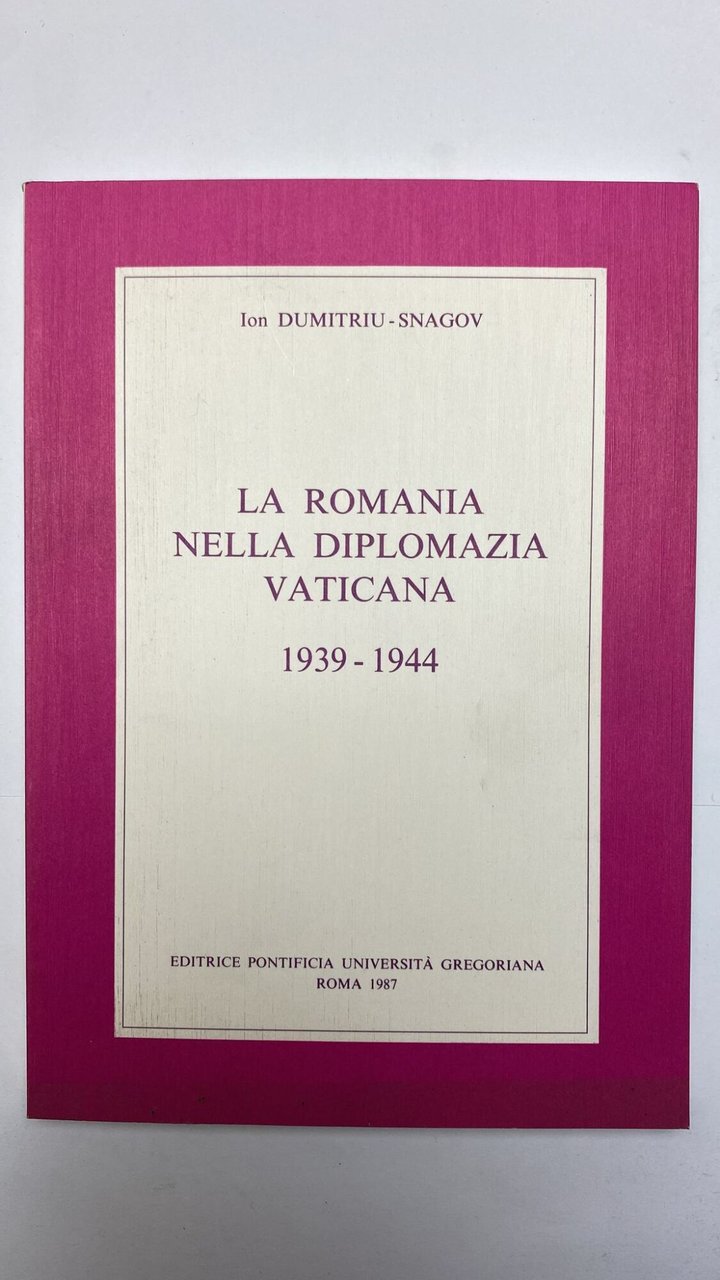 Ion DUMITRIU-SNAGOV
LA ROMANIA
NELLA DIPLOMAZIA
VATICANA
1939-1944
EDITRICE PONTIFICIA UNIVERSITÀ GREGORIANA
ROMA 1987